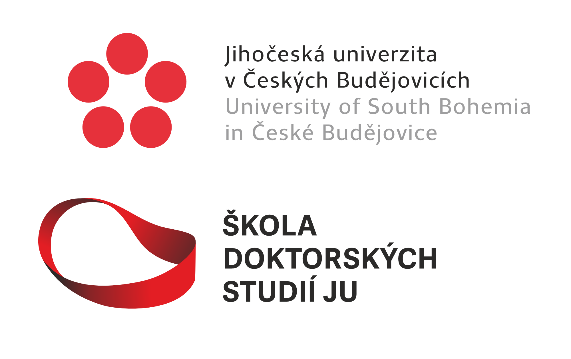 Jihočeská univerzita
v Českých Budějovicích
University of South Bohemia
in České Budějovice
ŠKOLA
DOKTORSKÝCH
STUDIÍ JU